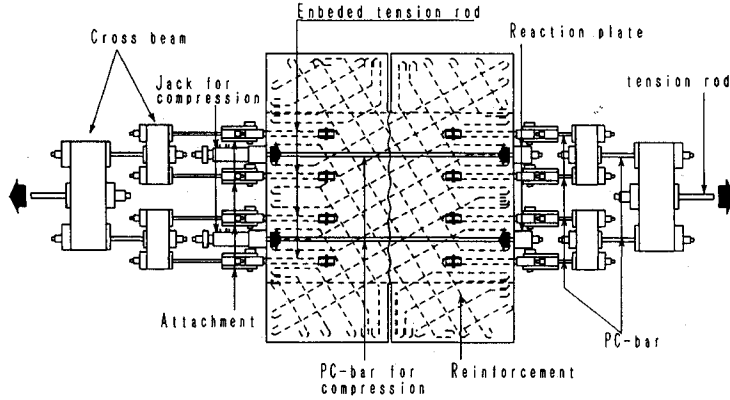 Enbeded tension rod
Cross beam
Reaction plate
Jack for
compression
tension rod
Attachment
PC-bar for
compression
Reinforcement
PC-bar